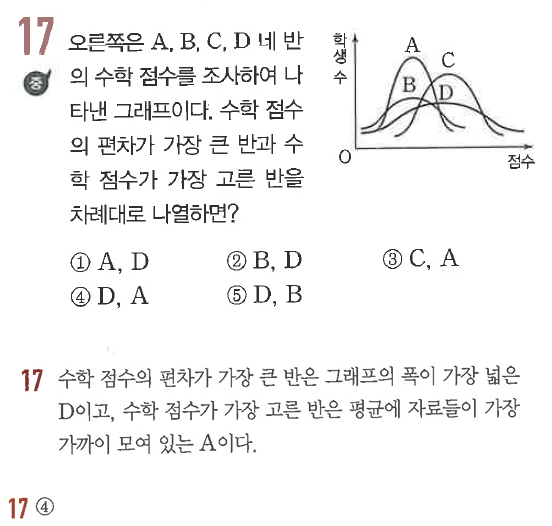 17
중
오른쪽은 A, B, C, D 네 반
의 수학 점수를 조사하여 나
타낸 그래프이다. 수학 점수
의 편차가 가장 큰 반과 수
학 점수가 가장 고른 반을
차례대로 나열하면?
학생수
A
C
B
D
O
점수
① A, D ② B, D ③ C, A
④ D, A ⑤ D, B
17 수학 점수의 편차가 가장 큰 반은 그래프의 폭이 가장 넓은
D이고, 수학 점수가 가장 고른 반은 평균에 자료들이 가장
가까이 모여 있는 A이다.
17 ④